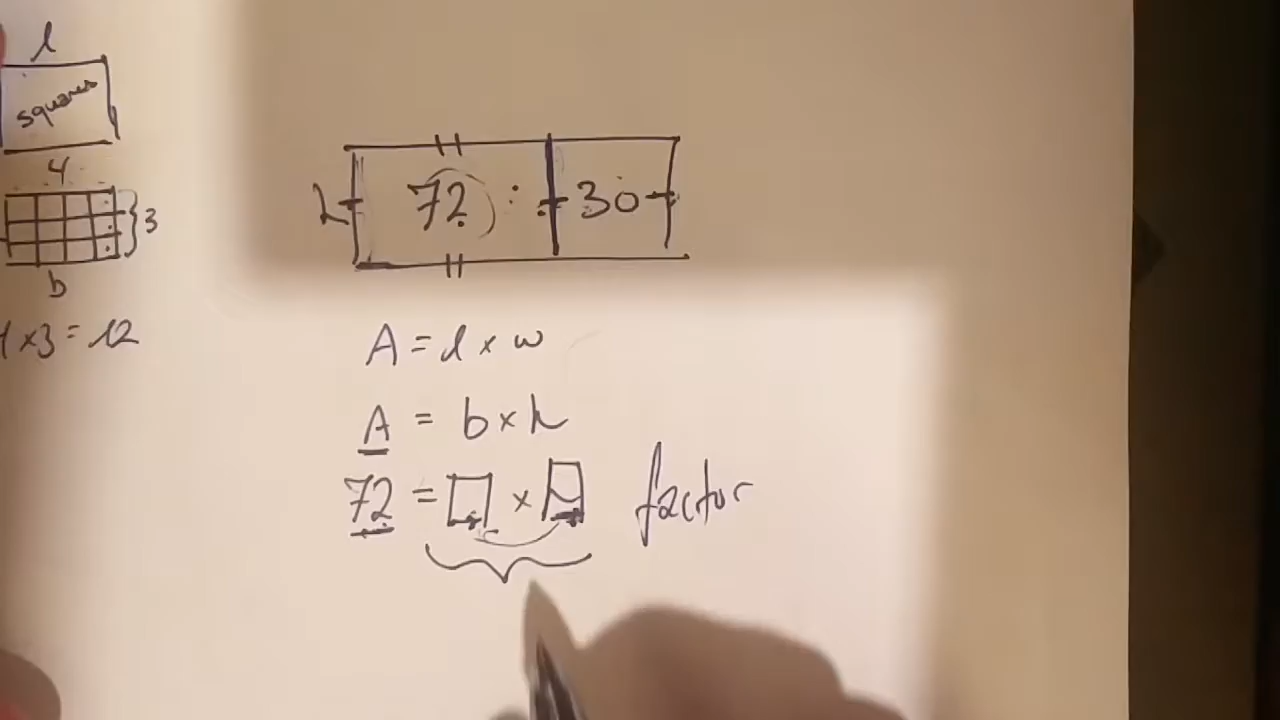 l
squares
4
3
b
4 x 3 = 12
h 72 : 30
A = l x w
A = b x h
72 = □ x □ factor